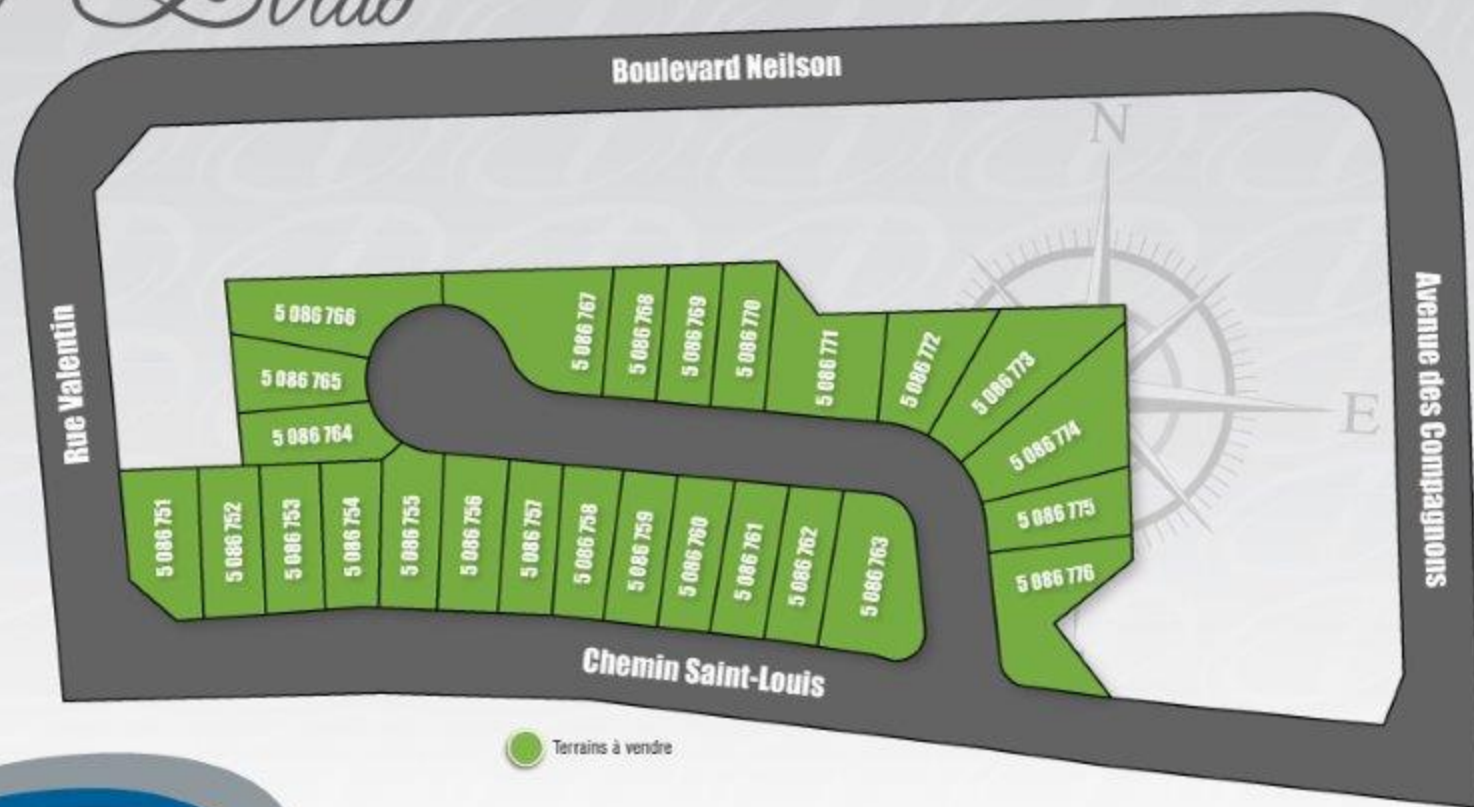 Boulevard Neilson
N
E
Rue Valentin
Avenue des Compagnons
5 086 766
5 086 767
5 086 768
5 086 769
5 086 770
5 086 771
5 086 772
5 086 773
5 086 765
5 086 764
5 086 774
5 086 775
5 086 776
5 086 751
5 086 752
5 086 753
5 086 754
5 086 755
5 086 756
5 086 757
5 086 758
5 086 759
5 086 760
5 086 761
5 086 762
5 086 763
Chemin Saint-Louis
Terrains à vendre